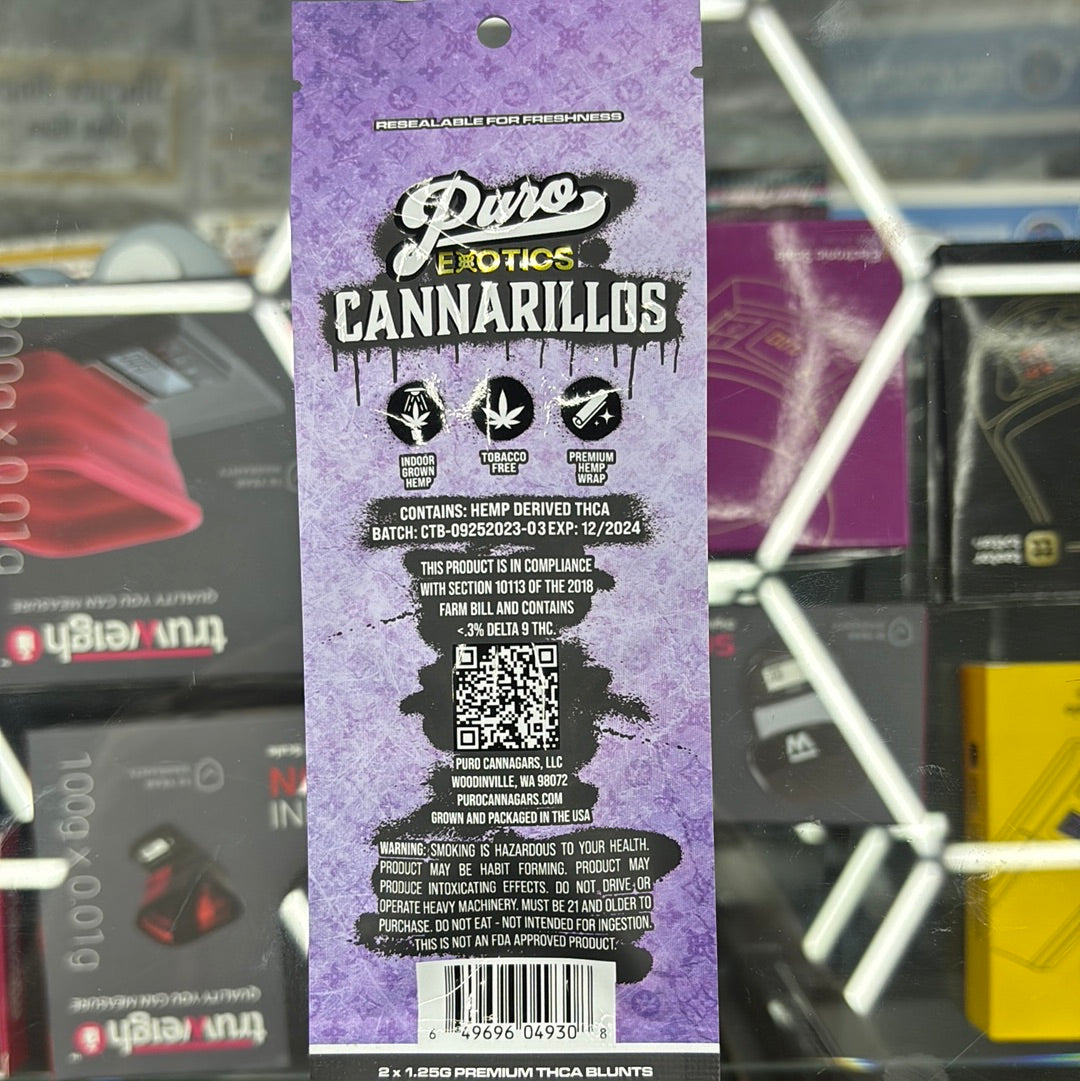 RESEALABLE FOR FRESHNESS
Puro
EXOTICS
CANNARILLOS
INDOOR
GROWN
HEMP
TOBACCO
FREE
PREMIUM
HEMP
WRAP
CONTAINS: HEMP DERIVED THCA
BATCH: CTB-09252023-03 EXP: 12/2024
THIS PRODUCT IS IN COMPLIANCE
WITH SECTION 10113 OF THE 2018
FARM BILL AND CONTAINS
<.3% DELTA 9 THC.
PURO CANNAGARS, LLC
WOODINVILLE, WA 98072
PUROCANNAGARS.COM
GROWN AND PACKAGED IN THE USA
WARNING: SMOKING IS HAZARDOUS TO YOUR HEALTH.
PRODUCT MAY BE HABIT FORMING. PRODUCT MAY
PRODUCE INTOXICATING EFFECTS. DO NOT DRIVE OR
OPERATE HEAVY MACHINERY. MUST BE 21 AND OLDER TO
PURCHASE. DO NOT EAT - NOT INTENDED FOR INGESTION.
THIS IS NOT AN FDA APPROVED PRODUCT.
6 49696 04930 8
2 x 1.25G PREMIUM THCA BLUNTS
QUALITY YOU CAN MEASURE
truweigh
100g x 0.01g
QUALITY YOU CAN MEASURE
truweigh